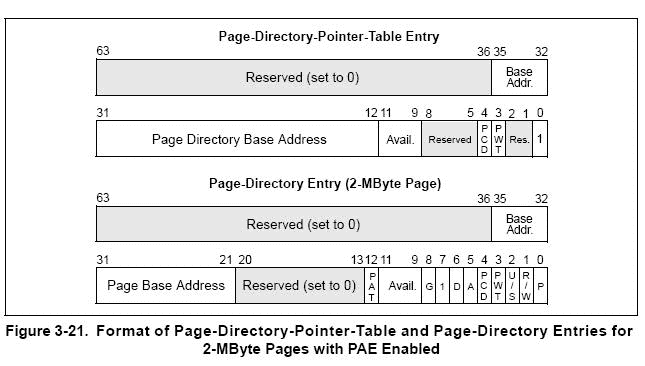 Page-Directory-Pointer-Table Entry
63 36 35 32
Reserved (set to 0) Base Addr.
31 12 11 9 8 5 4 3 2 1 0
Page Directory Base Address Avail. Reserved PCD PWT Res. 1
Page-Directory Entry (2-MByte Page)
63 36 35 32
Reserved (set to 0) Base Addr.
31 21 20 13 12 11 9 8 7 6 5 4 3 2 1 0
Page Base Address Reserved (set to 0) PAT Avail. G 1 D A PCD PWT U/S R/W P
Figure 3-21. Format of Page-Directory-Pointer-Table and Page-Directory Entries for
2-MByte Pages with PAE Enabled